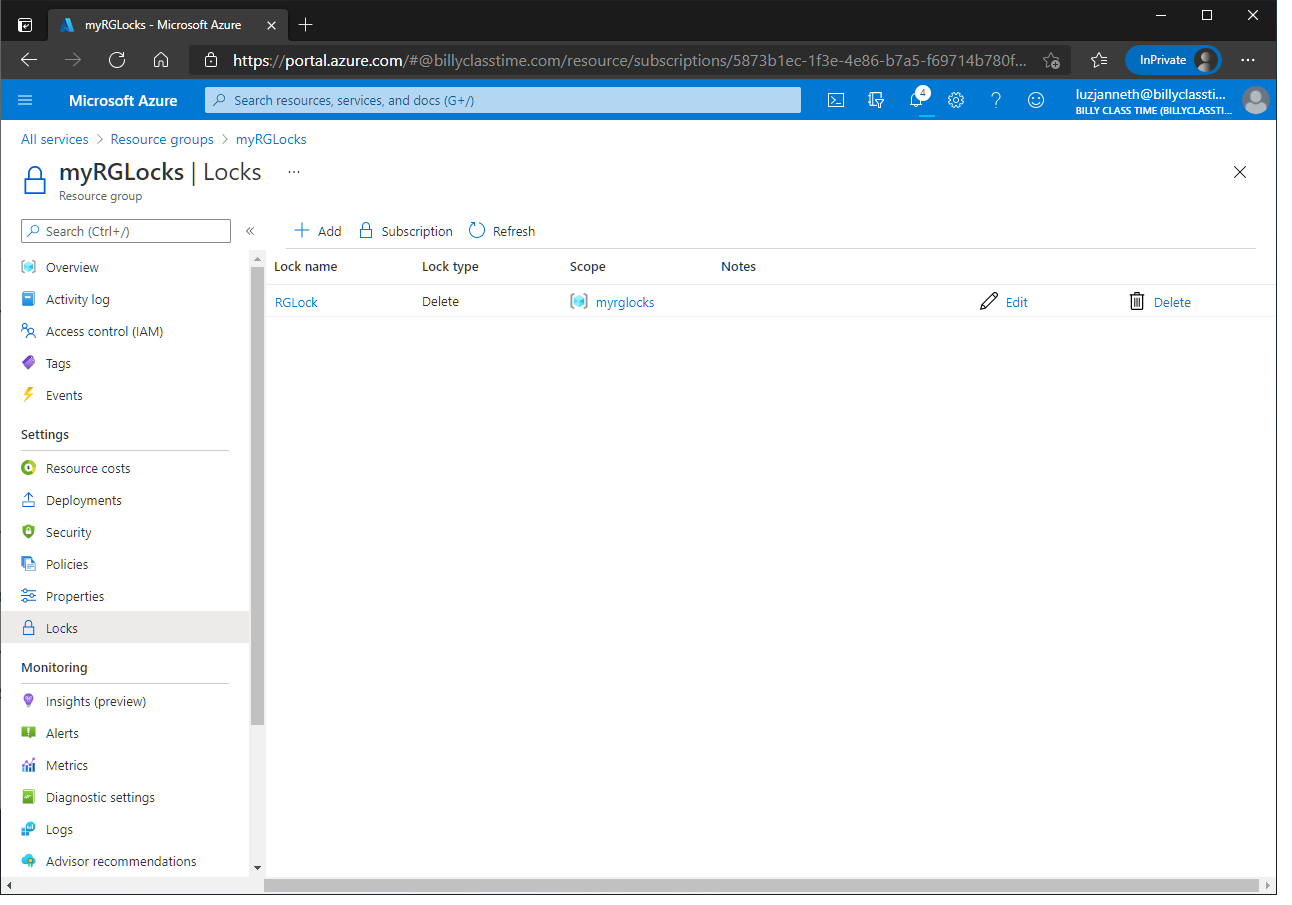 myRGLocks - Microsoft Azure
https://portal.azure.com/#@billyclasstime.com/resource/subscriptions/5873b1ec-1f3e-4e86-b7a5-f69714b780f...
InPrivate
Microsoft Azure
Search resources, services, and docs (G+/)
4
luzjanneth@billyclassti...
BILLY CLASS TIME (BILLYCLASSTI...
All services > Resource groups > myRGLocks
myRGLocks | Locks ...
Resource group
Search (Ctrl+/)
«
Add Subscription Refresh
Overview
Activity log
Access control (IAM)
Tags
Events
Settings
Resource costs
Deployments
Security
Policies
Properties
Locks
Monitoring
Insights (preview)
Alerts
Metrics
Diagnostic settings
Logs
Advisor recommendations
Lock name Lock type Scope Notes
RGLock Delete myrglocks Edit Delete